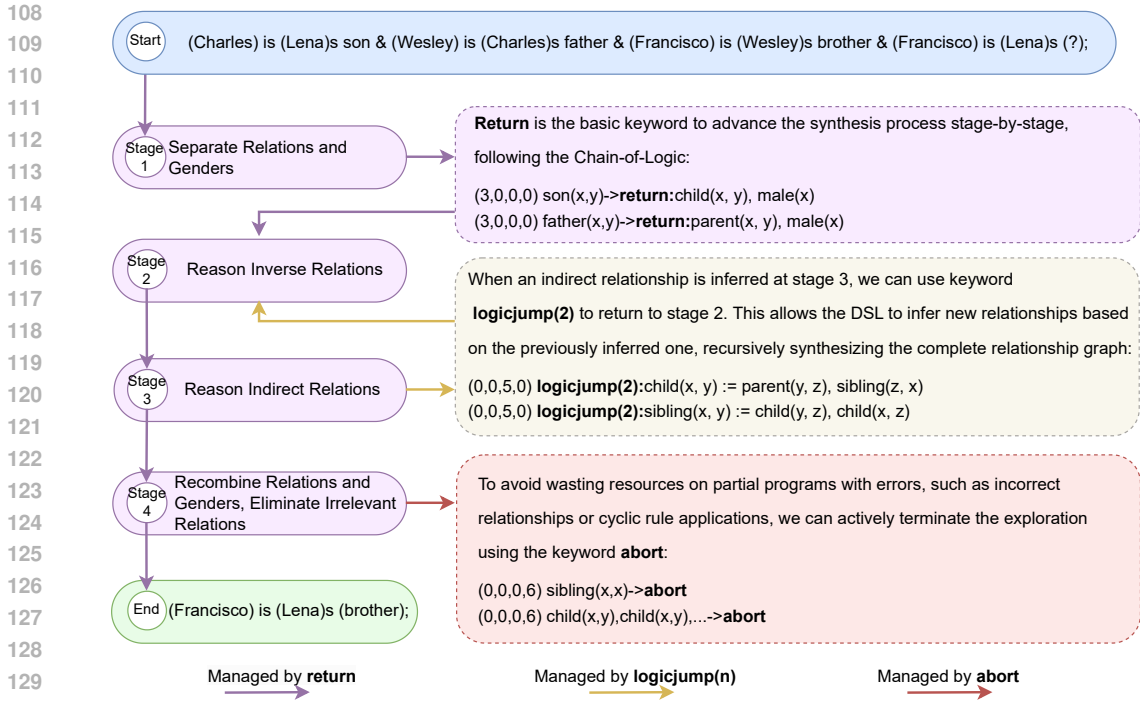 108
109
110
111
112
113
114
115
116
117
118
119
120
121
122
123
124
125
126
127
128
129
Start
(Charles) is (Lena)s son & (Wesley) is (Charles)s father & (Francisco) is (Wesley)s brother & (Francisco) is (Lena)s (?);
Stage
1
Separate Relations and
Genders
Return is the basic keyword to advance the synthesis process stage-by-stage,
following the Chain-of-Logic:
(3,0,0,0) son(x,y)->return:child(x, y), male(x)
(3,0,0,0) father(x,y)->return:parent(x, y), male(x)
Stage
2
Reason Inverse Relations
When an indirect relationship is inferred at stage 3, we can use keyword
logicjump(2) to return to stage 2. This allows the DSL to infer new relationships based
on the previously inferred one, recursively synthesizing the complete relationship graph:
(0,0,5,0) logicjump(2):child(x, y) := parent(y, z), sibling(z, x)
(0,0,5,0) logicjump(2):sibling(x, y) := child(y, z), child(x, z)
Stage
3
Reason Indirect Relations
Stage
4
Recombine Relations and
Genders, Eliminate Irrelevant
Relations
To avoid wasting resources on partial programs with errors, such as incorrect
relationships or cyclic rule applications, we can actively terminate the exploration
using the keyword abort:
(0,0,0,6) sibling(x,x)->abort
(0,0,0,6) child(x,y),child(x,y),...->abort
End
(Francisco) is (Lena)s (brother);
Managed by return
Managed by logicjump(n)
Managed by abort